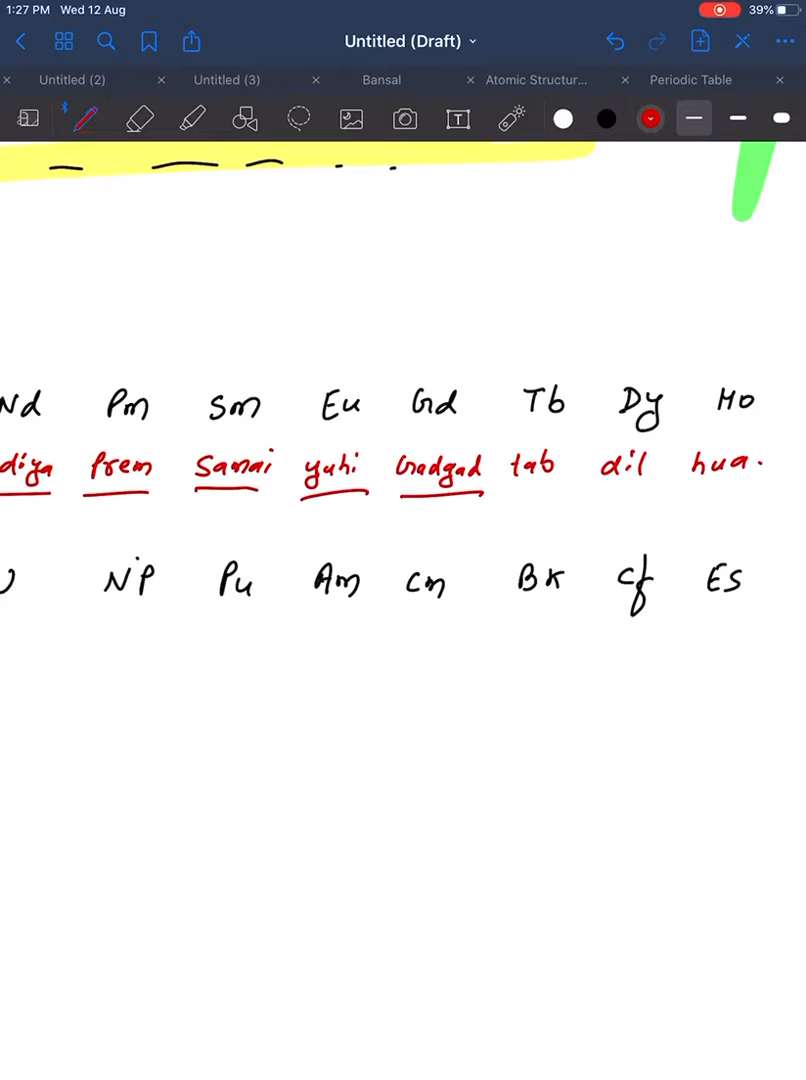 1:27 PM Wed 12 Aug 39%
Untitled (Draft)
Untitled (2) Untitled (3) Bansal Atomic Structur... Periodic Table
Nd Pm Sm Eu Gd Tb Dy Ho
diya Prem Samai yuhi Gadgad tab dil hua.
Np Pu Am Cm Bk Cf Es